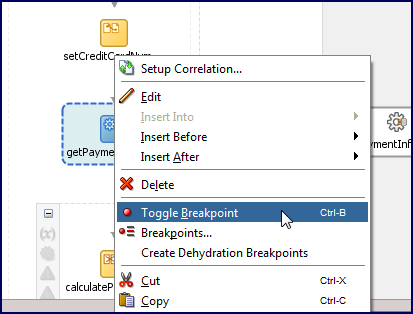 setCreditCardNum
Setup Correlation...
Edit
Insert Into
Insert Before
getPayme
ymentInf
Insert After
Delete
Toggle Breakpoint Ctrl-B
Breakpoints...
Create Dehydration Breakpoints
(x)
Cut Ctrl-X
calculateP
Copy Ctrl-C